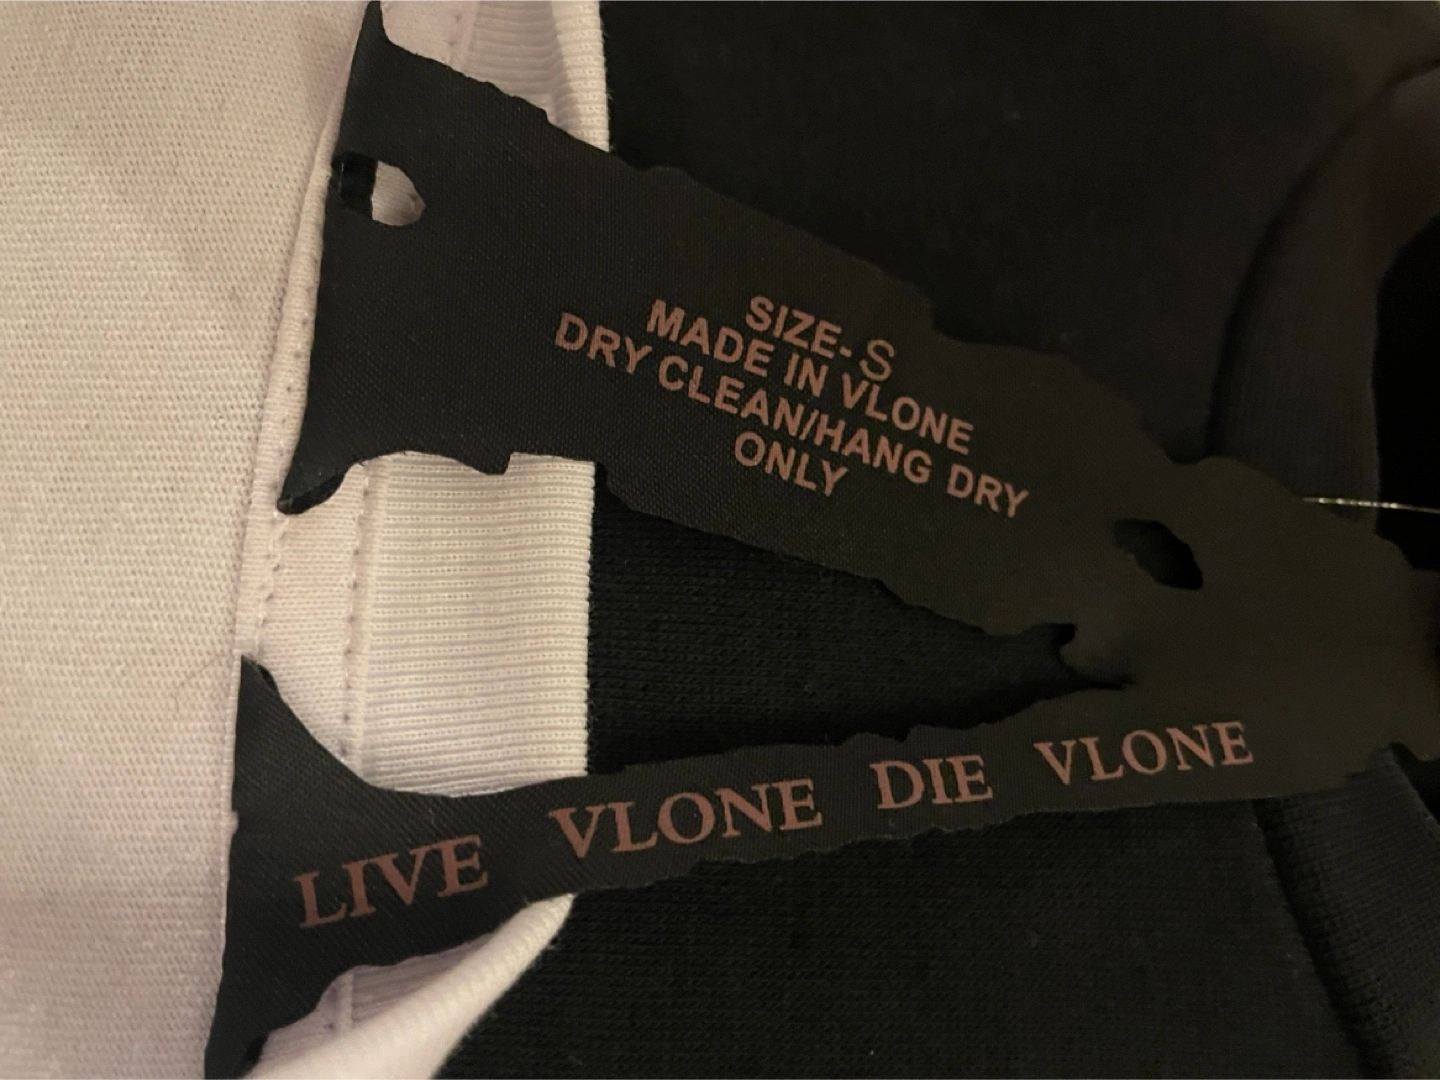 SIZE- S
MADE IN VLONE
DRY CLEAN/HANG DRY
ONLY
LIVE VLONE DIE VLONE